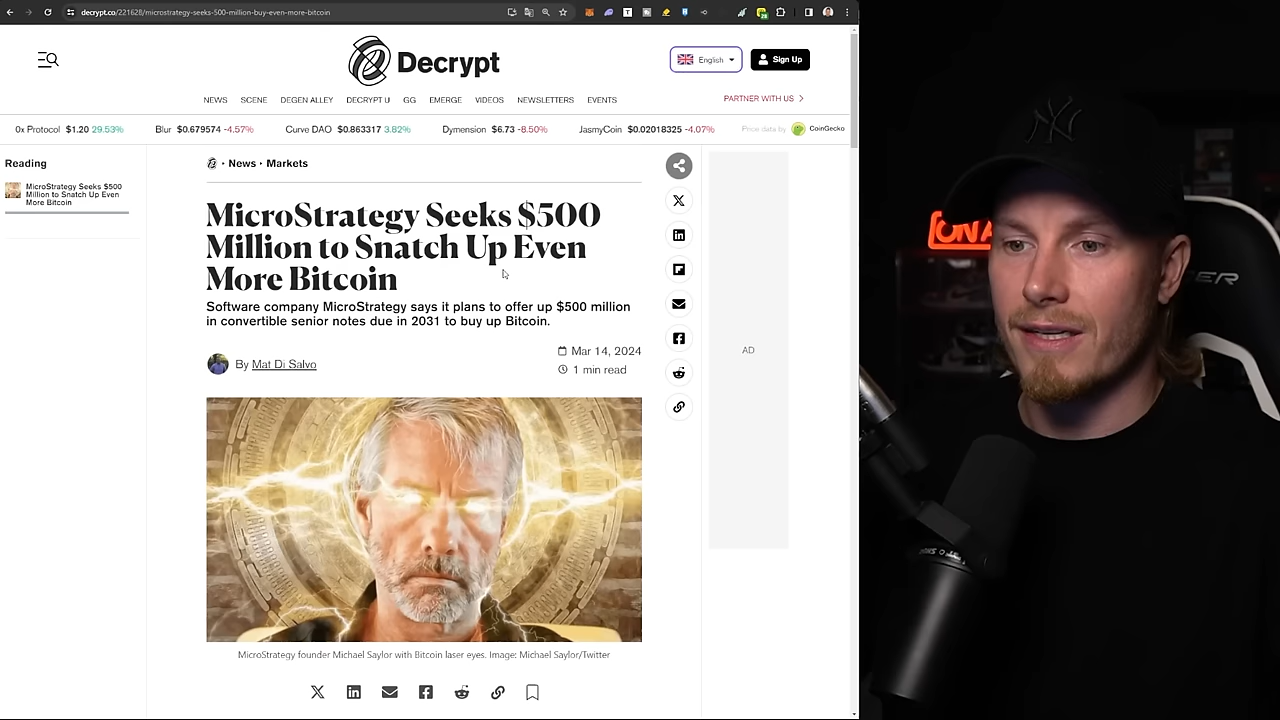 decrypt.co/221628/microstrategy-seeks-500-million-buy-even-more-bitcoin
Decrypt
English
Sign Up
NEWS SCENE DEGEN ALLEY DECRYPT U GG EMERGE VIDEOS NEWSLETTERS EVENTS
PARTNER WITH US
0x Protocol $1.20 29.53% Blur $0.679574 -4.57% Curve DAO $0.863317 3.82% Dymension $6.73 -8.50% JasmyCoin $0.02018325 -4.07% Price data by CoinGecko
Reading
MicroStrategy Seeks $500
Million to Snatch Up Even
More Bitcoin
News Markets
MicroStrategy Seeks $500
Million to Snatch Up Even
More Bitcoin
Software company MicroStrategy says it plans to offer up $500 million
in convertible senior notes due in 2031 to buy up Bitcoin.
By Mat Di Salvo
Mar 14, 2024
1 min read
AD
MicroStrategy founder Michael Saylor with Bitcoin laser eyes. Image: Michael Saylor/Twitter
NY
ON A